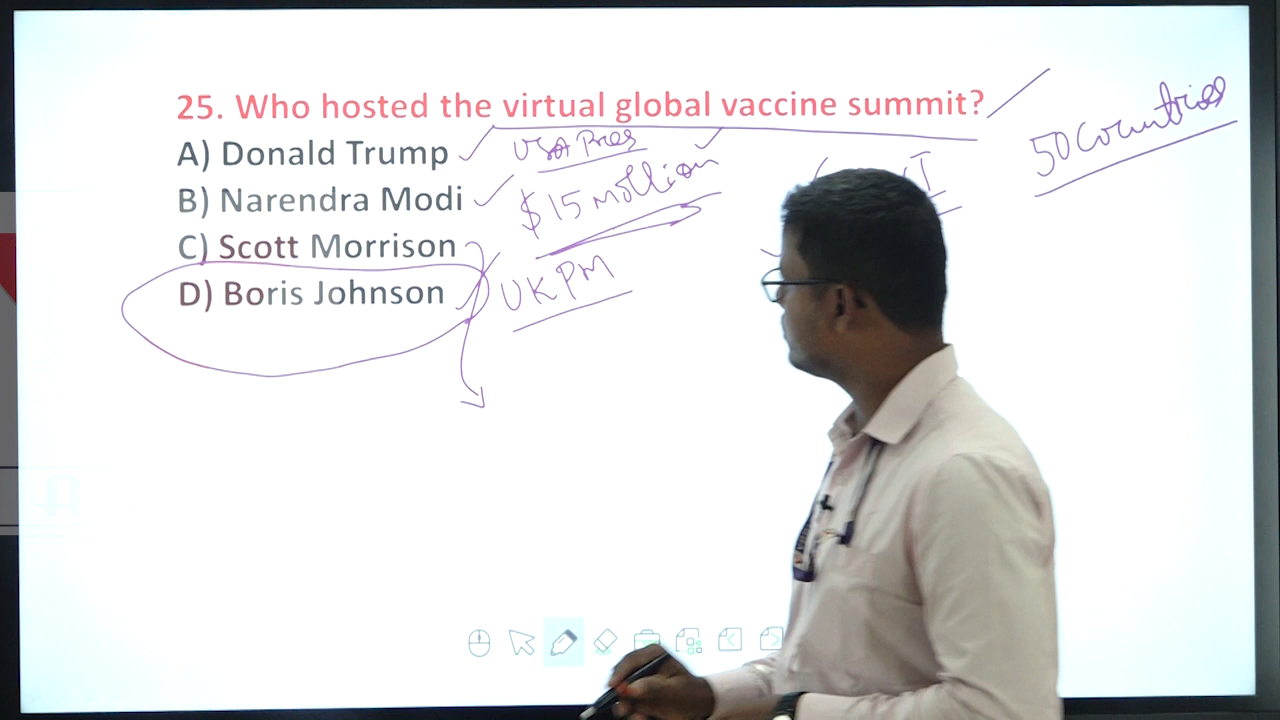 25. Who hosted the virtual global vaccine summit?
50 Countries
A) Donald Trump
USA Pres
B) Narendra Modi
$ 15 mollion
C) Scott Morrison
D) Boris Johnson
UK PM